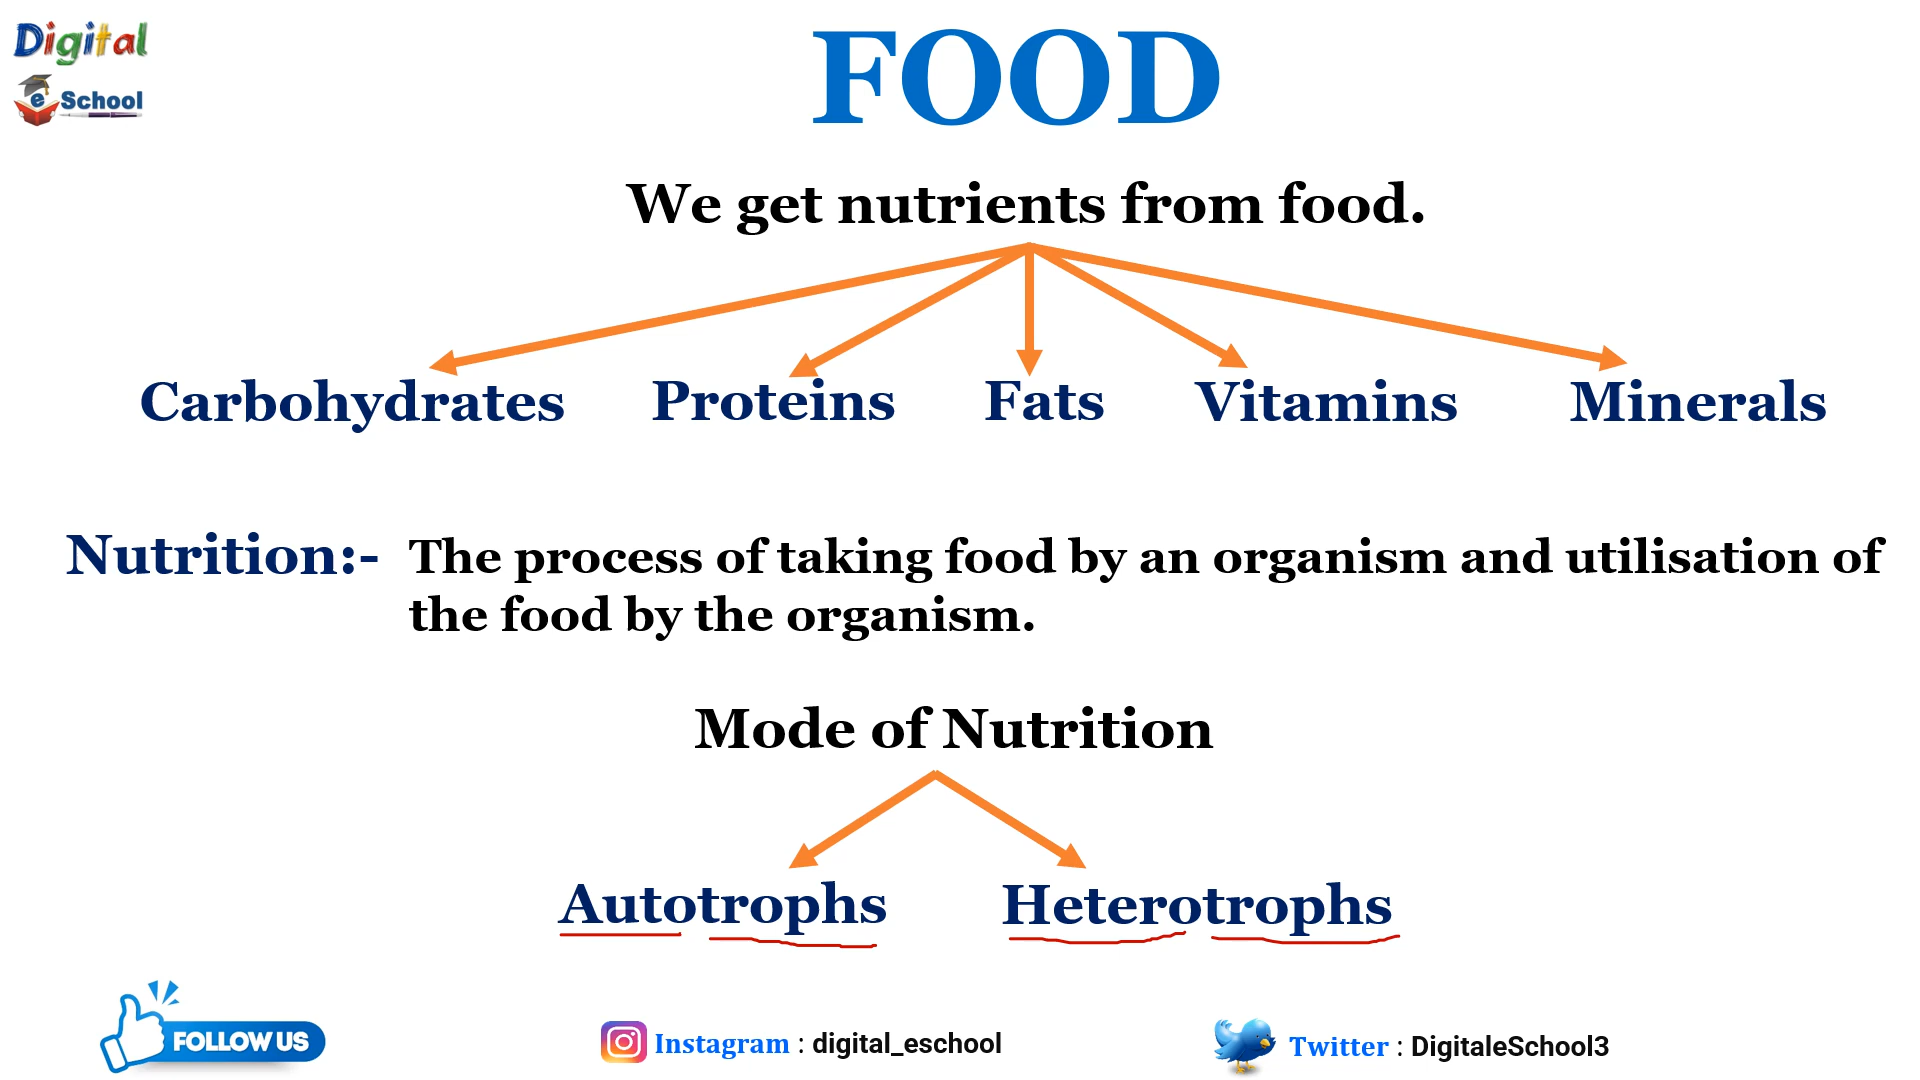 Digital
e School
FOOD
We get nutrients from food.
Carbohydrates Proteins Fats Vitamins Minerals
Nutrition:- The process of taking food by an organism and utilisation of
the food by the organism.
Mode of Nutrition
Autotrophs Heterotrophs
FOLLOW US
Instagram : digital_eschool
Twitter : DigitaleSchool3